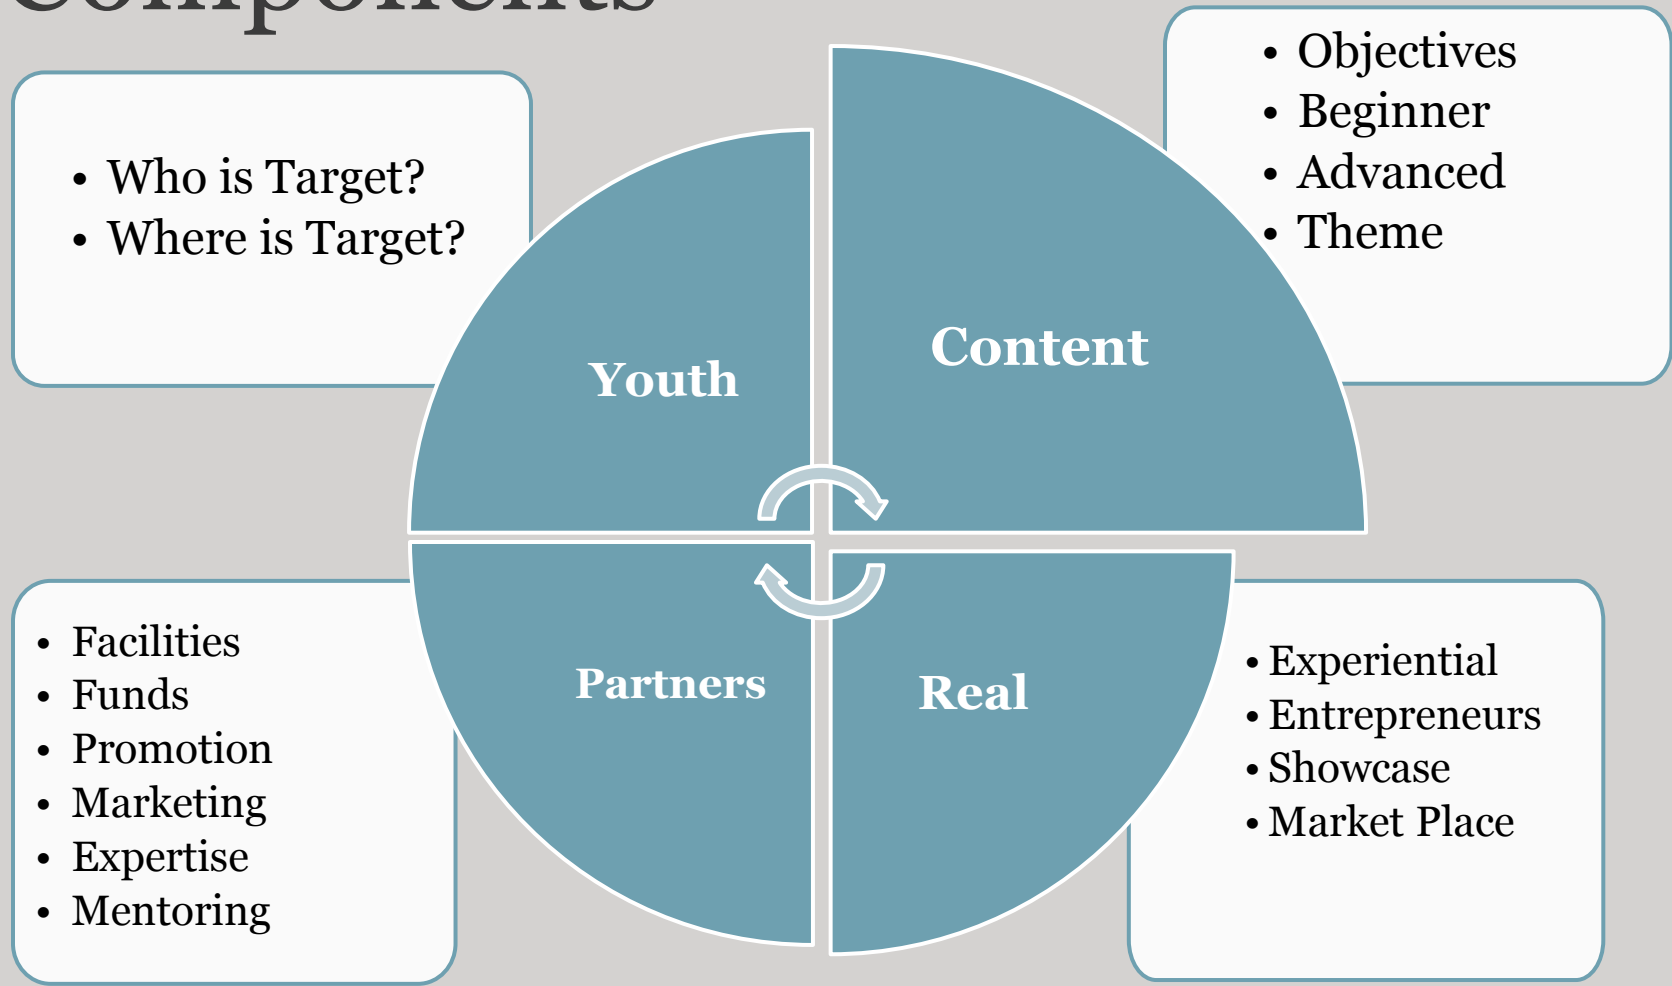 Components
• Who is Target?
• Where is Target?
• Objectives
• Beginner
• Advanced
• Theme
Youth
Content
Partners
Real
• Facilities
• Funds
• Promotion
• Marketing
• Expertise
• Mentoring
• Experiential
• Entrepreneurs
• Showcase
• Market Place